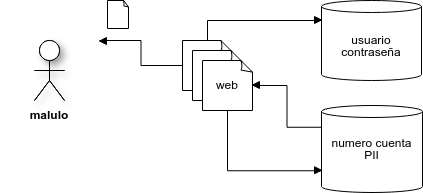 usuario
contraseña
web
malulo
numero cuenta
PII